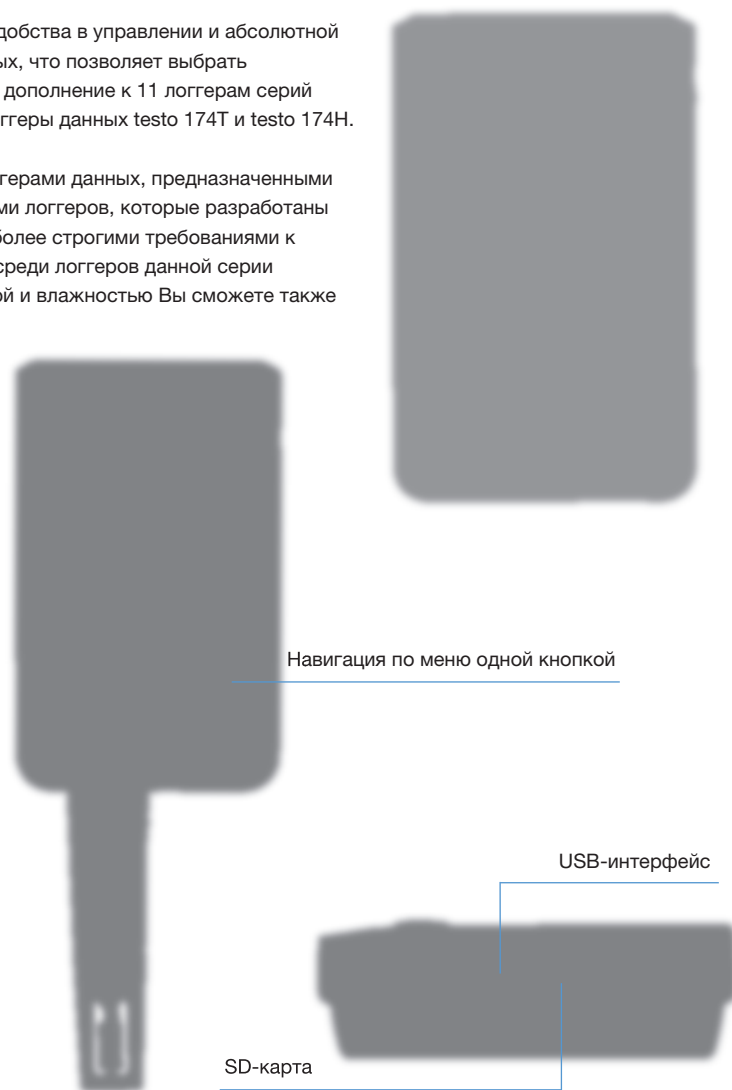 добства в управлении и абсолютной
ых, что позволяет выбрать
дополнение к 11 логгерам серий
ггеры данных testo 174T и testo 174H.
герами данных, предназначенными
ми логгеров, которые разработаны
более строгими требованиями к
среди логгеров данной серии
ой и влажностью Вы сможете также
Навигация по меню одной кнопкой
USB-интерфейс
SD-карта